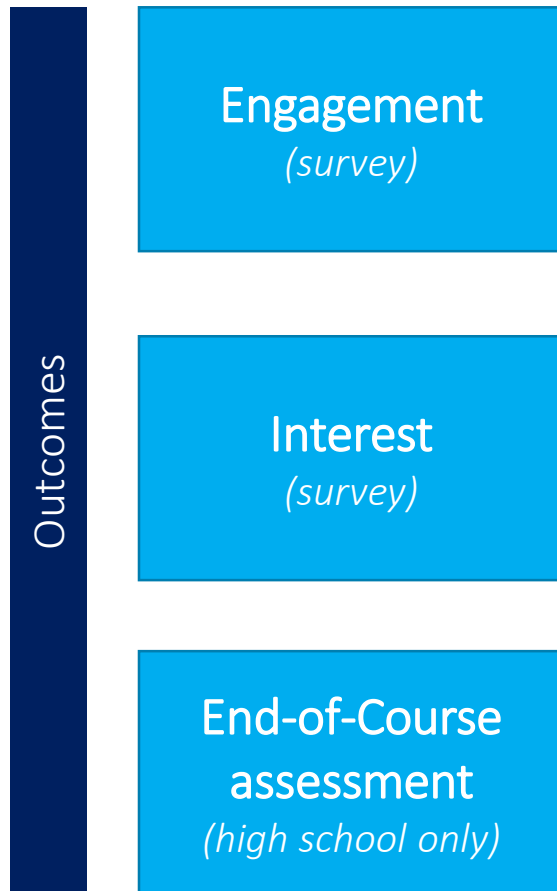 Outcomes
Engagement
(survey)
Interest
(survey)
End-of-Course
assessment
(high school only)